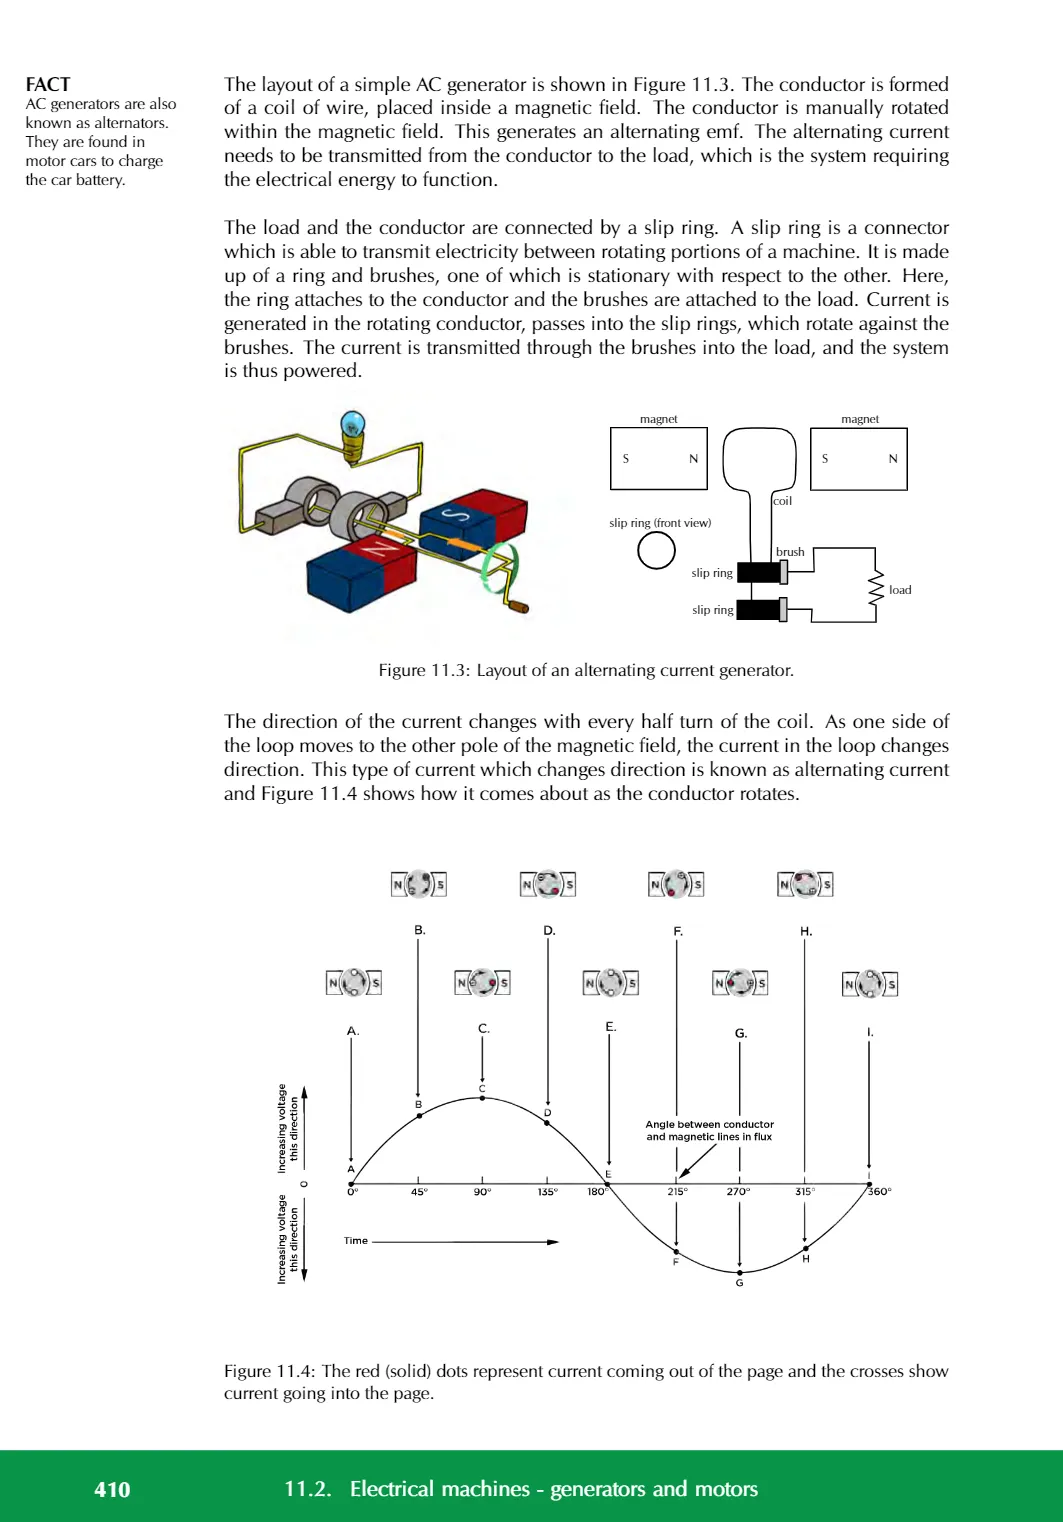 FACT
AC generators are also
known as alternators.
They are found in
motor cars to charge
the car battery.
The layout of a simple AC generator is shown in Figure 11.3. The conductor is formed
of a coil of wire, placed inside a magnetic field. The conductor is manually rotated
within the magnetic field. This generates an alternating emf. The alternating current
needs to be transmitted from the conductor to the load, which is the system requiring
the electrical energy to function.
The load and the conductor are connected by a slip ring. A slip ring is a connector
which is able to transmit electricity between rotating portions of a machine. It is made
up of a ring and brushes, one of which is stationary with respect to the other. Here,
the ring attaches to the conductor and the brushes are attached to the load. Current is
generated in the rotating conductor, passes into the slip rings, which rotate against the
brushes. The current is transmitted through the brushes into the load, and the system
is thus powered.
N
S
magnet
magnet
S N
S N
coil
slip ring (front view)
brush
slip ring
load
slip ring
Figure 11.3: Layout of an alternating current generator.
The direction of the current changes with every half turn of the coil. As one side of
the loop moves to the other pole of the magnetic field, the current in the loop changes
direction. This type of current which changes direction is known as alternating current
and Figure 11.4 shows how it comes about as the conductor rotates.
N S N S N S N S
B. D. F. H.
N S N S N S N S N S
A. C. E. G. I.
Increasing voltage
this direction
O
Increasing voltage
this direction
A B C D E F G H I
Angle between conductor
and magnetic lines in flux
0° 45° 90° 135° 180° 215° 270° 315° 360°
Time
Figure 11.4: The red (solid) dots represent current coming out of the page and the crosses show
current going into the page.
410 11.2. Electrical machines - generators and motors